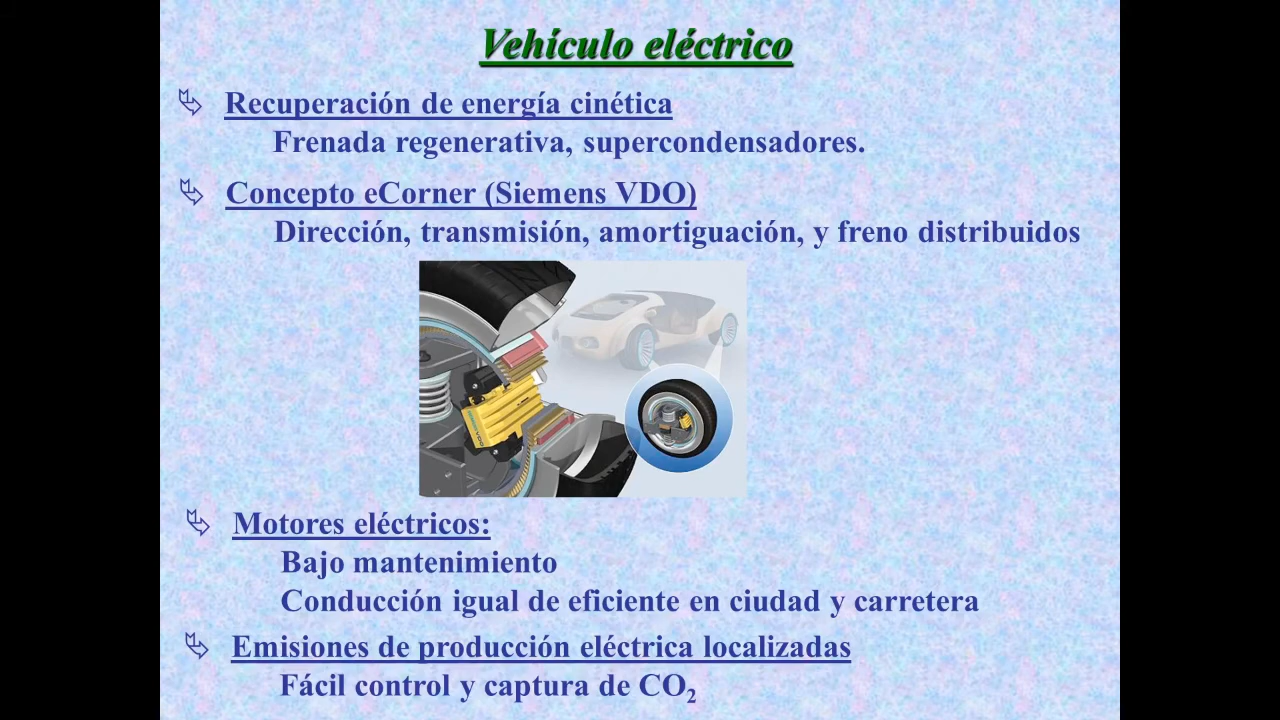 Vehículo eléctrico
Recuperación de energía cinética
Frenada regenerativa, supercondensadores.
Concepto eCorner (Siemens VDO)
Dirección, transmisión, amortiguación, y freno distribuidos
VDO
Motores eléctricos:
Bajo mantenimiento
Conducción igual de eficiente en ciudad y carretera
Emisiones de producción eléctrica localizadas
Fácil control y captura de CO₂